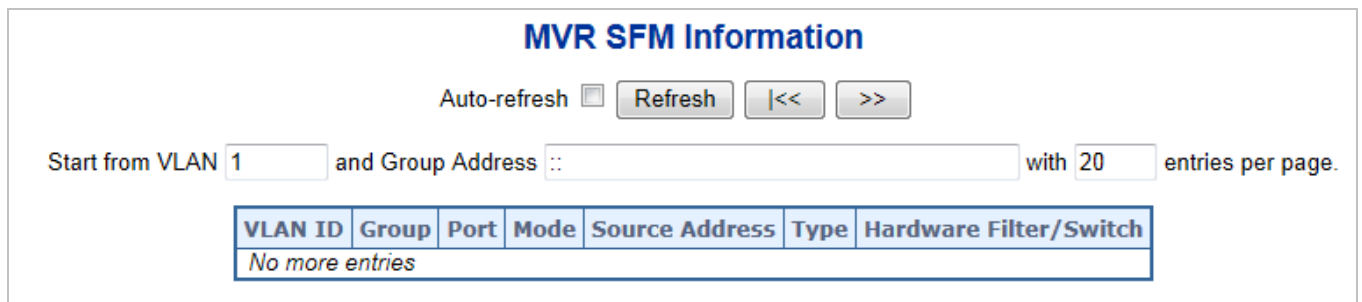 MVR SFM Information
Auto-refresh Refresh |<< >>
Start from VLAN 1 and Group Address :: with 20 entries per page.
VLAN ID Group Port Mode Source Address Type Hardware Filter/Switch
No more entries